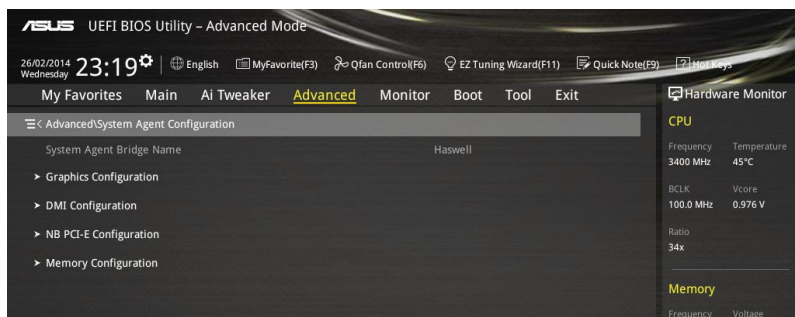 ASUS UEFI BIOS Utility – Advanced Mode
26/02/2014 Wednesday 23:19 English MyFavorite(F3) Qfan Control(F6) EZ Tuning Wizard(F11) Quick Note(F9) ? Hot Keys
My Favorites Main Ai Tweaker Advanced Monitor Boot Tool Exit
Hardware Monitor
< Advanced\System Agent Configuration
System Agent Bridge Name Haswell
> Graphics Configuration
> DMI Configuration
> NB PCI-E Configuration
> Memory Configuration
CPU
Frequency Temperature
3400 MHz 45°C
BCLK Vcore
100.0 MHz 0.976 V
Ratio
34x
Memory
Frequency Voltage